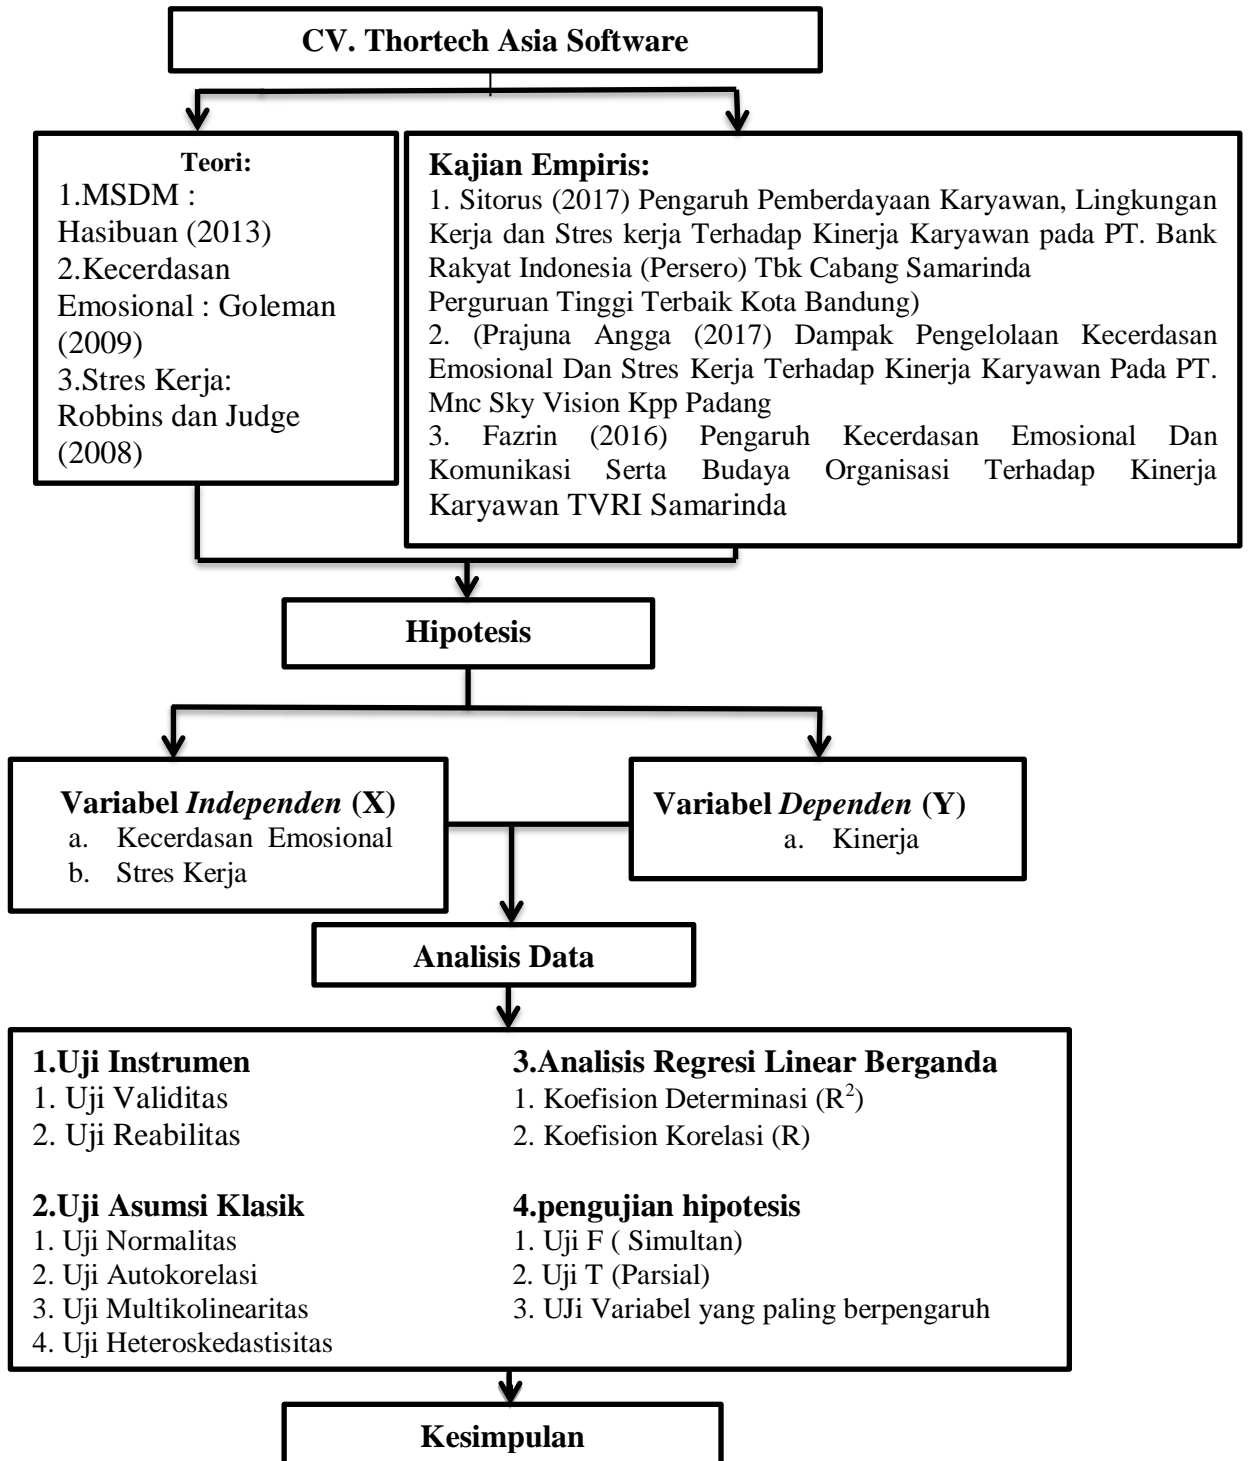 CV. Thortech Asia Software
Teori:
1.MSDM :
Hasibuan (2013)
2.Kecerdasan
Emosional : Goleman
(2009)
3.Stres Kerja:
Robbins dan Judge
(2008)
Kajian Empiris:
1. Sitorus (2017) Pengaruh Pemberdayaan Karyawan, Lingkungan
Kerja dan Stres kerja Terhadap Kinerja Karyawan pada PT. Bank
Rakyat Indonesia (Persero) Tbk Cabang Samarinda
Perguruan Tinggi Terbaik Kota Bandung)
2. (Prajuna Angga (2017) Dampak Pengelolaan Kecerdasan
Emosional Dan Stres Kerja Terhadap Kinerja Karyawan Pada PT.
Mnc Sky Vision Kpp Padang
3. Fazrin (2016) Pengaruh Kecerdasan Emosional Dan
Komunikasi Serta Budaya Organisasi Terhadap Kinerja
Karyawan TVRI Samarinda
Hipotesis
Variabel Independen (X)
a. Kecerdasan Emosional
b. Stres Kerja
Variabel Dependen (Y)
a. Kinerja
Analisis Data
1.Uji Instrumen
1. Uji Validitas
2. Uji Reabilitas
2.Uji Asumsi Klasik
1. Uji Normalitas
2. Uji Autokorelasi
3. Uji Multikolinearitas
4. Uji Heteroskedastisitas
3.Analisis Regresi Linear Berganda
1. Koefision Determinasi (R²)
2. Koefision Korelasi (R)
4.pengujian hipotesis
1. Uji F ( Simultan)
2. Uji T (Parsial)
3. UJi Variabel yang paling berpengaruh
Kesimpulan